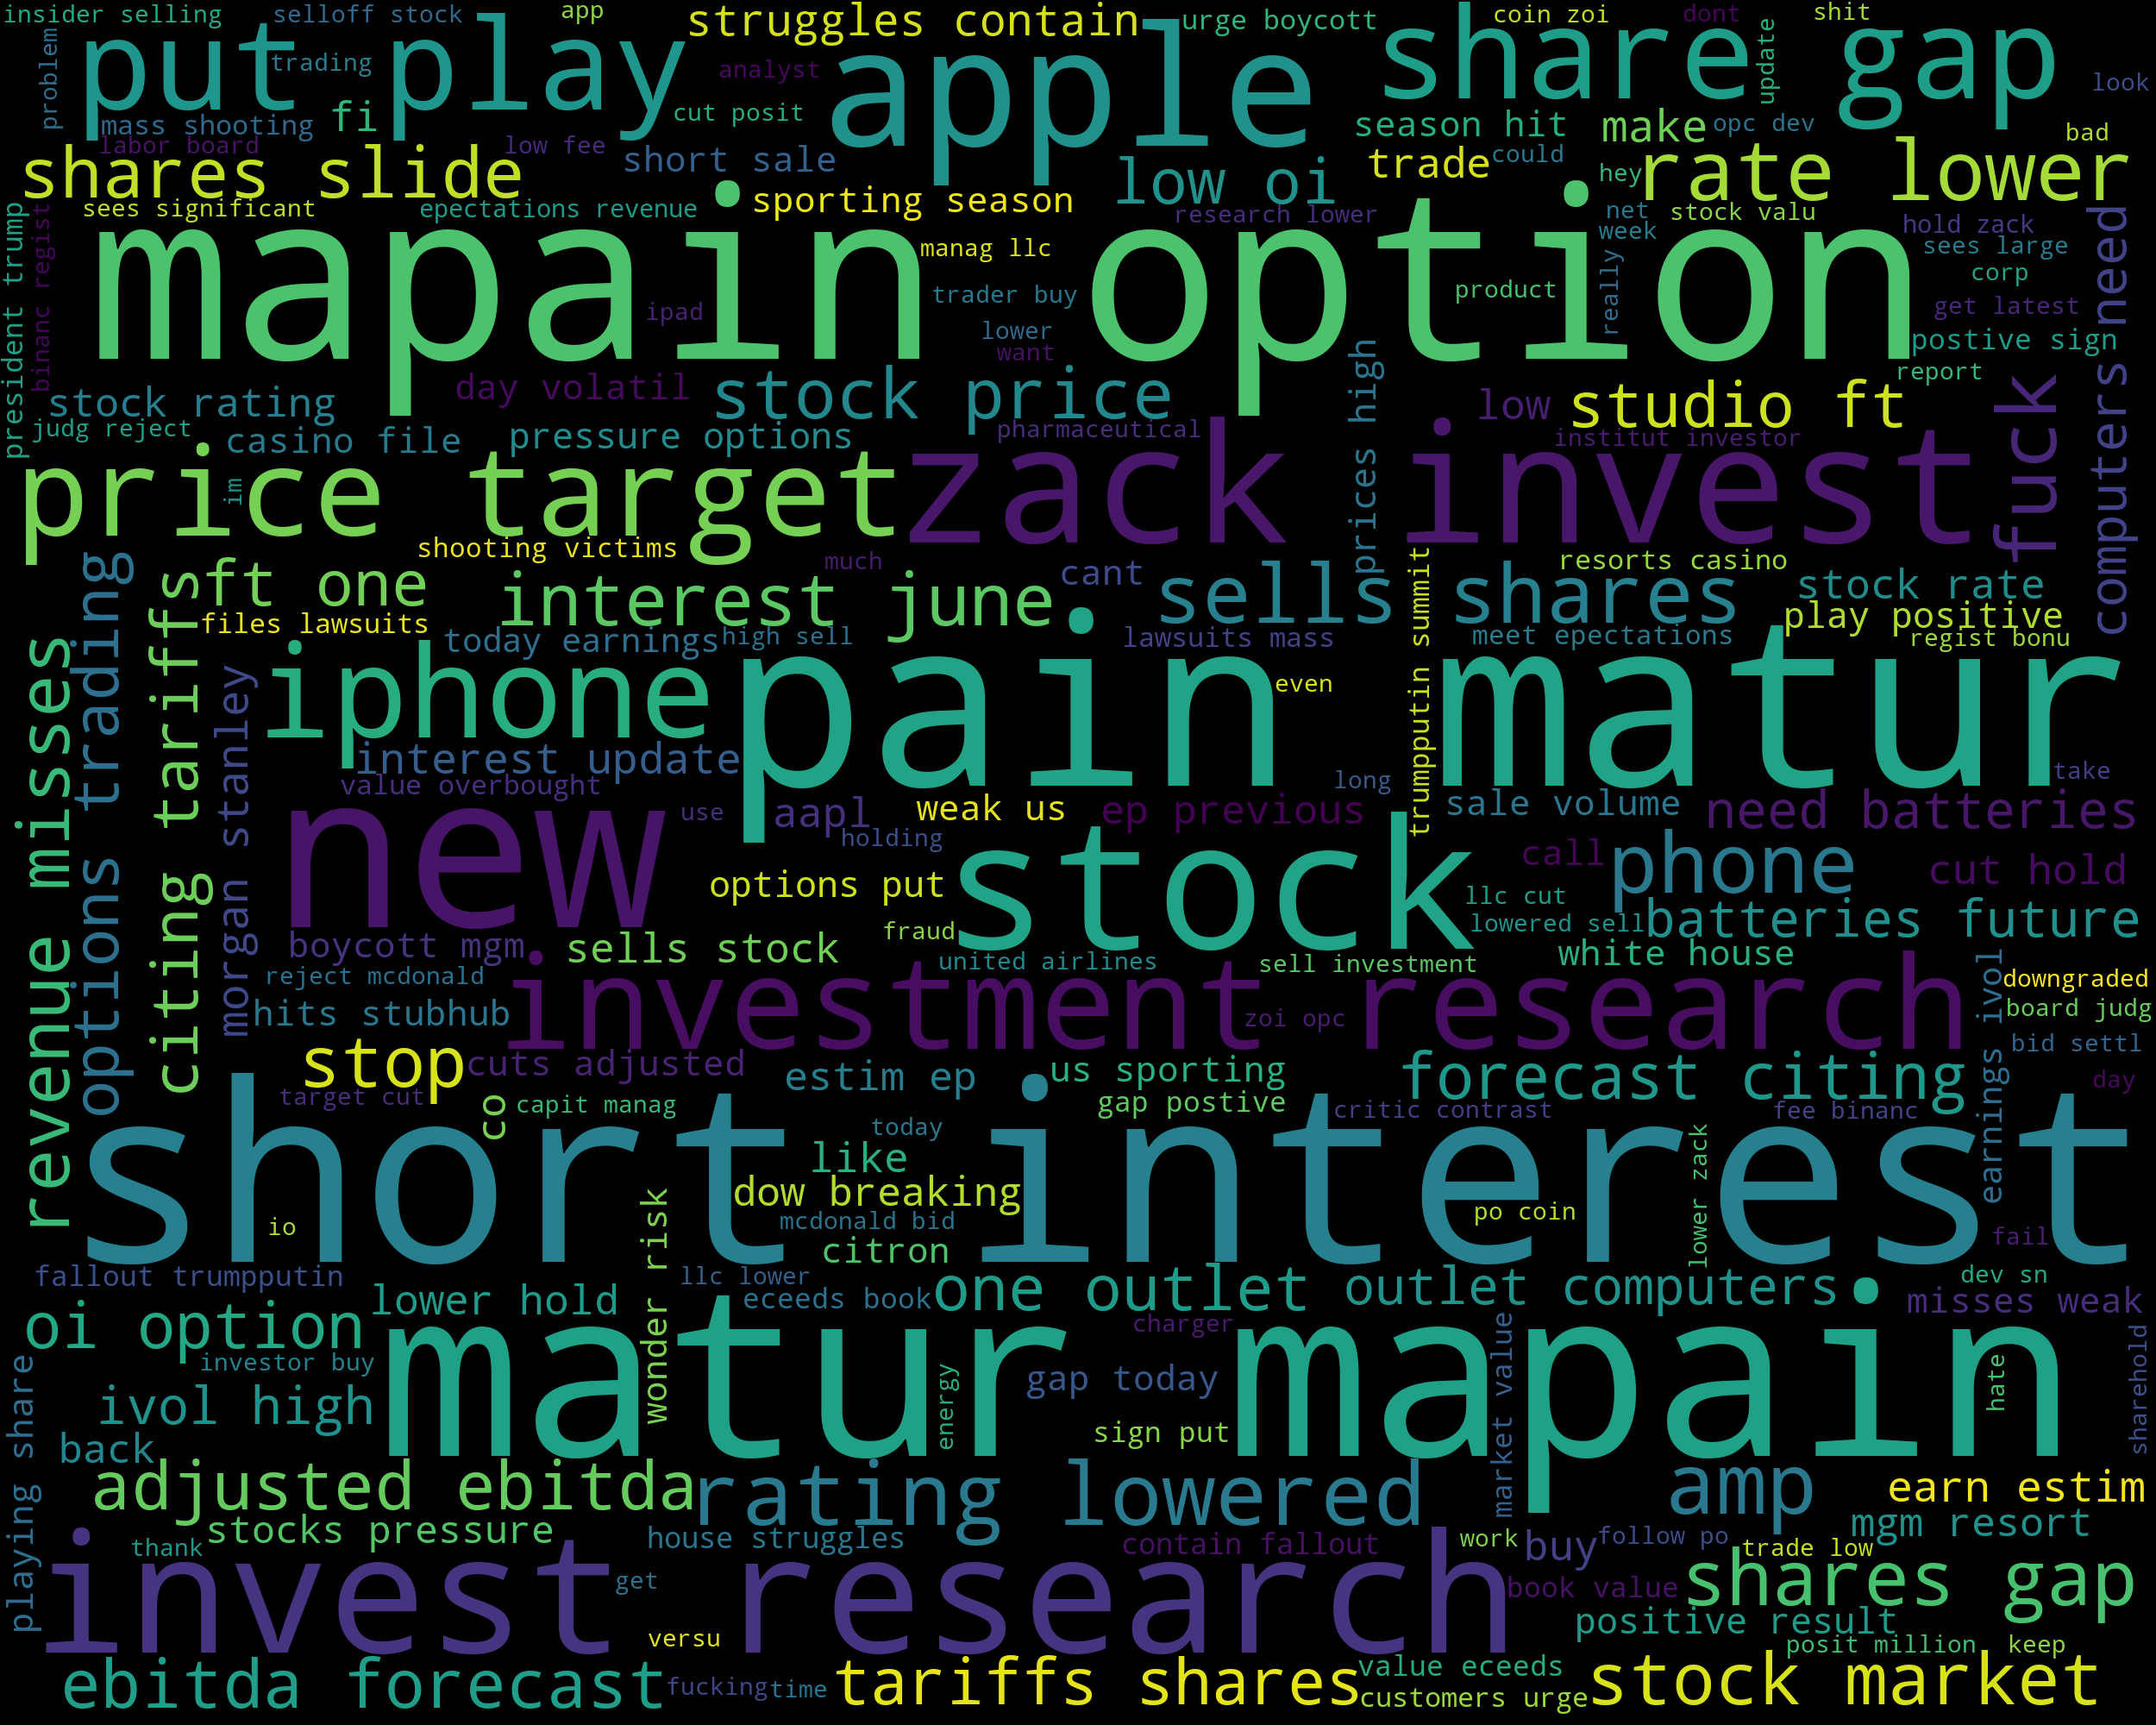 insider selling
selloff stock
app
struggles contain
urge boycott
coin zoi
dont
shit
problem
put play
trading
analyst
apple
share gap
update
look
mass shooting
fi
cut posit
season hit
make
opc dev
bad
labor board
low fee
shares slide
short sale
low oi
trade
could
hey
rate lower
sees significant
epectations revenue
sporting season
research lower
net
week
stock valu
hold zack
president trump
binanc regist
mapain option
manag llc
trader buy
ipad
lower
want
product
really
sees large
corp
get latest
postive sign
report
computers need
stock rating
day volatil
stock price
prices high
low
studio ft
fuck
judg reject
casino file
pressure options
pharmaceutical
institut investor
price target
im
zack invest
shooting victims
much
resorts casino
ft one
interest june
cant
sells shares
stock rate
files lawsuits
today earnings
high sell
lawsuits mass
meet epectations
play positive
regist bonu
trumpputin summit
revenue misses
options trading
citing tariffs
morgan stanley
iphone
pain matur
even
interest update
value overbought
long
take
new
use
aapl
weak us
ep previous
sale volume
need batteries
holding
stock
call
phone
cut hold
options put
llc cut
lowered sell
batteries future
boycott mgm
sells stock
fraud
united airlines
sell investment
white house
earnings ivol
downgraded
reject mcdonald
hits stubhub
investment research
zoi opc
board judg
stop
cuts adjusted
estim ep
us sporting
forecast citing
bid settl
day
target cut
co
capit manag
gap postive
critic contrast
fee binanc
short interest
today
like
dow breaking
wonder risk
mcdonald bid
po coin
lower zack
io
citron
fail
fallout trumpputin
llc lower
one outlet
outlet computers
dev sn
lower hold
eceeds book
misses weak
oi option
matur mapain
charger
market value
investor buy
gap today
energy
hate
sharehold
playing share
ivol high
back
sign put
adjusted ebitda
rating lowered
amp
earn estim
stocks pressure
house struggles
mgm resort
thank
contain fallout
work
buy
follow po
trade low
invest research
get
book value
shares gap
positive result
versu
posit million
keep
ebitda forecast
fucking
time
tariffs shares
value eceeds
customers urge
stock market